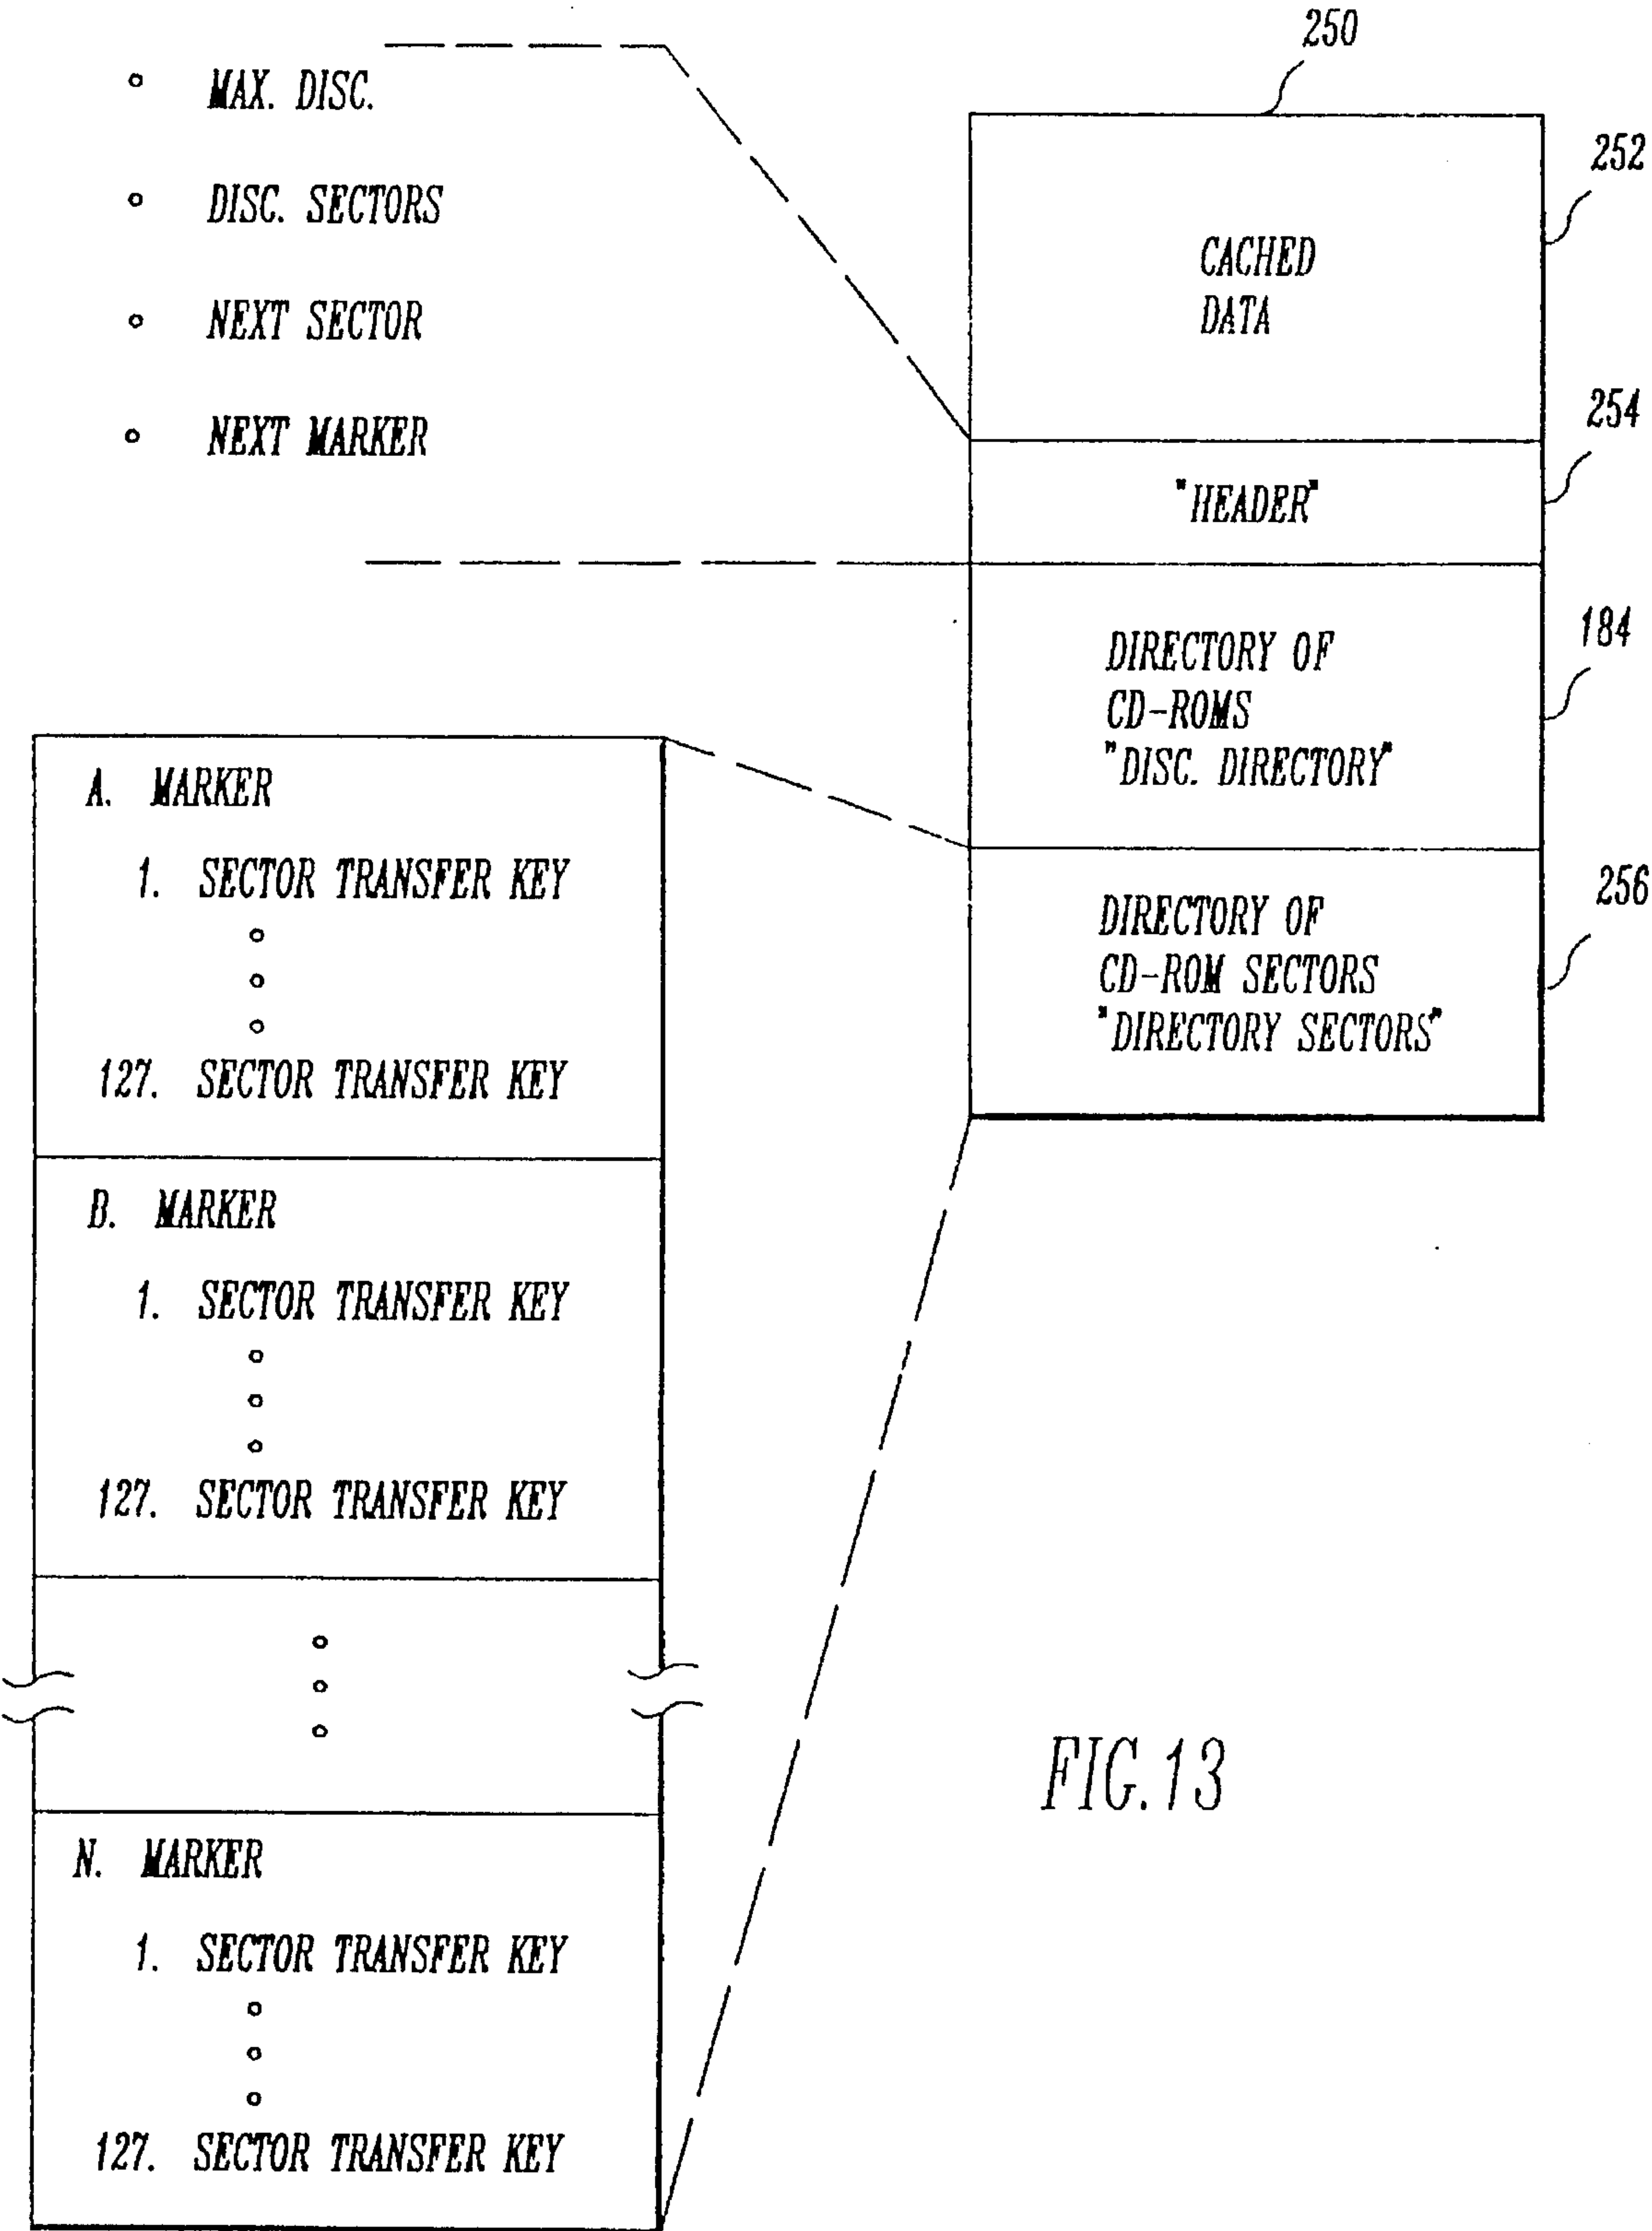 MAX. DISC.
DISC. SECTORS
NEXT SECTOR
NEXT MARKER
250
252
CACHED
DATA
254
"HEADER"
184
DIRECTORY OF
CD-ROMS
"DISC. DIRECTORY"
256
DIRECTORY OF
CD-ROM SECTORS
"DIRECTORY SECTORS"
A. MARKER
1. SECTOR TRANSFER KEY
127. SECTOR TRANSFER KEY
B. MARKER
1. SECTOR TRANSFER KEY
127. SECTOR TRANSFER KEY
N. MARKER
1. SECTOR TRANSFER KEY
127. SECTOR TRANSFER KEY
FIG. 13